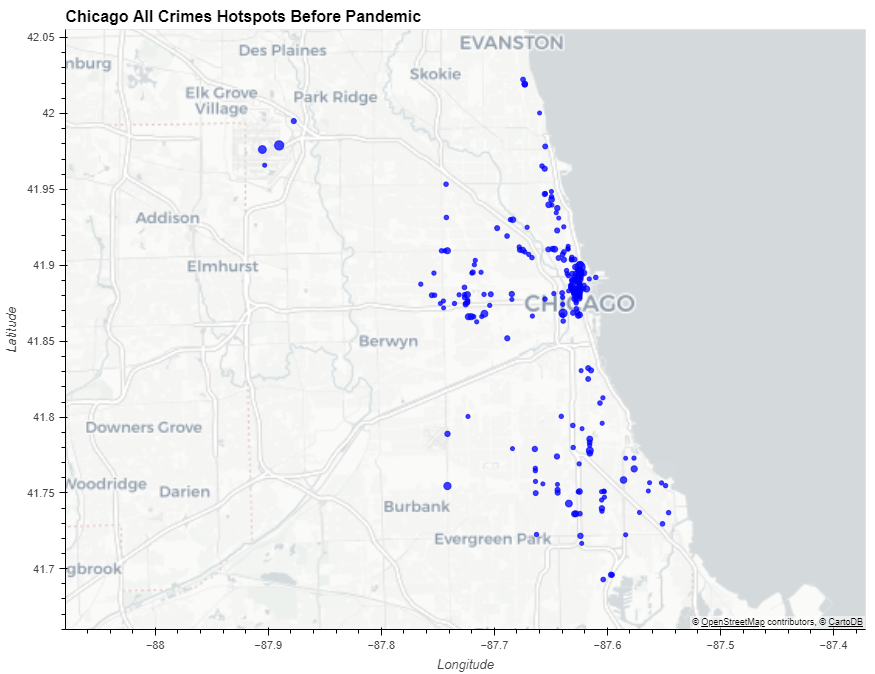 Chicago All Crimes Hotspots Before Pandemic
42.05
EVANSTON
Des Plaines
nburg
Skokie
Elk Grove
Village
Park Ridge
42
41.95
Addison
41.9
Elmhurst
CHICAGO
Latitude
41.85
Berwyn
41.8
Downers Grove
41.75
Woodridge
Darien
Burbank
Evergreen Park
41.7
gbrook
© OpenStreetMap contributors, © CartoDB
−88
−87.9
−87.8
−87.7
−87.6
−87.5
−87.4
Longitude